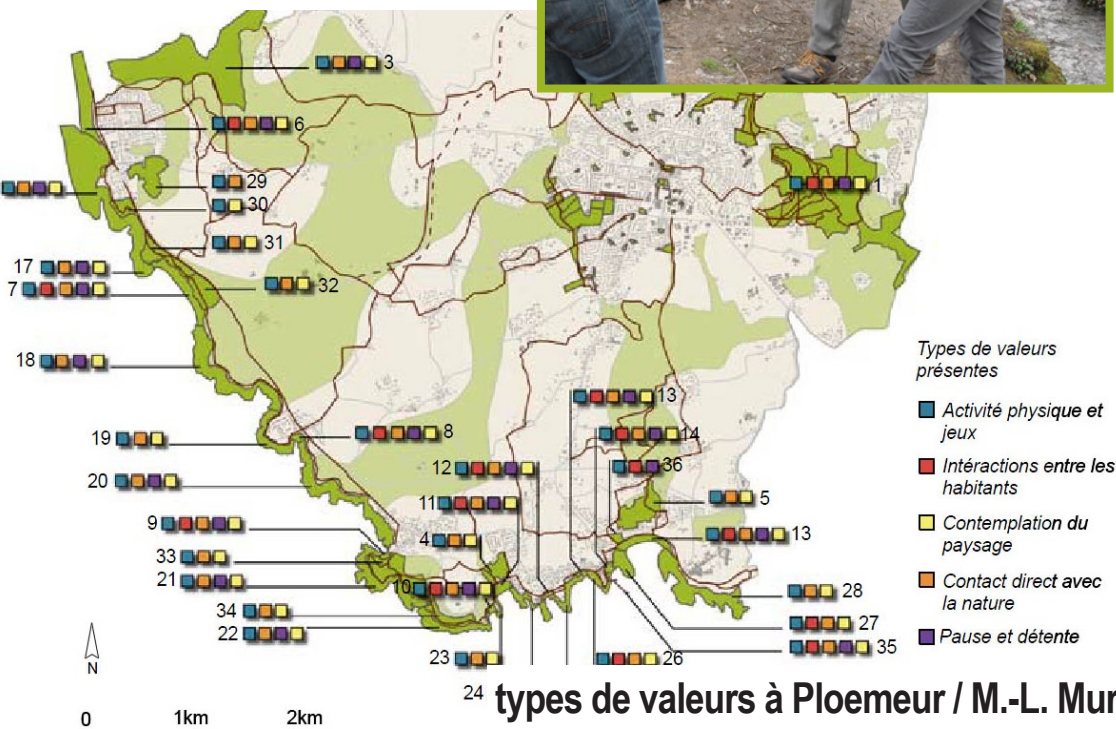 3
6
1
29
30
31
17
32
7
18
13
8
14
19
12
36
20
11
5
9
4
13
33
21
10
28
34
27
22
35
23
26
24
Types de valeurs
présentes
Activité physique et
jeux
Intéractions entre les
habitants
Contemplation du
paysage
Contact direct avec
la nature
Pause et détente
N
0 1km 2km
types de valeurs à Ploemeur / M.-L. Mur